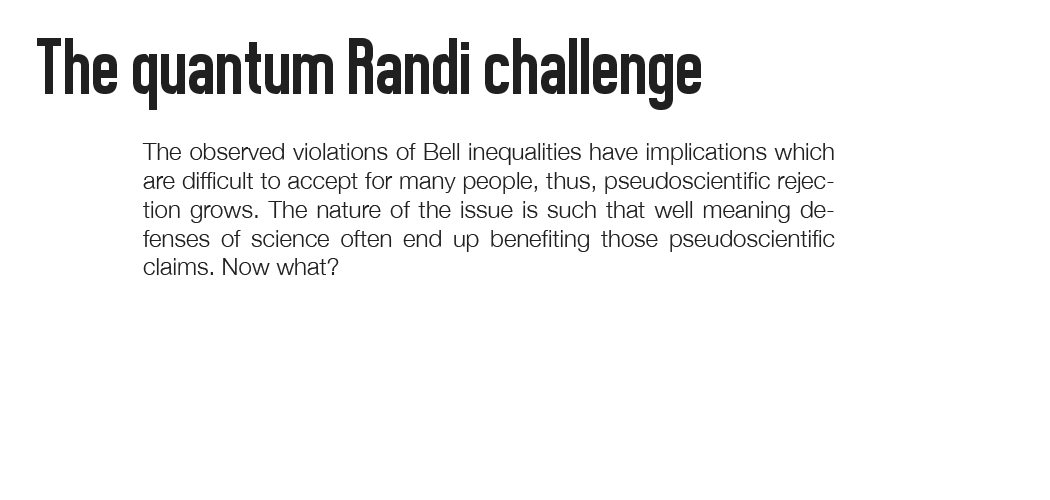 The quantum Randi challenge
The observed violations of Bell inequalities have implications which
are difficult to accept for many people, thus, pseudoscientific rejec-
tion grows. The nature of the issue is such that well meaning de-
fenses of science often end up benefiting those pseudoscientific
claims. Now what?